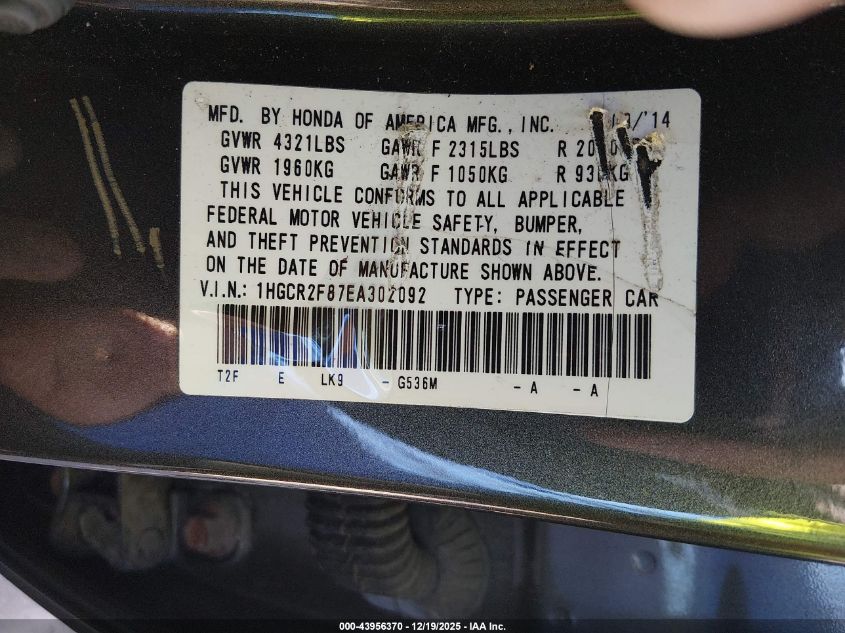 MFD. BY HONDA OF AMERICA MFG., INC. /'14
GVWR 4321LBS GAWR F 2315LBS R
GVWR 1960KG GAWR F 1050KG R
THIS VEHICLE CONFORMS TO ALL APPLICABLE
FEDERAL MOTOR VEHICLE SAFETY, BUMPER,
AND THEFT PREVENTION STANDARDS IN EFFECT
ON THE DATE OF MANUFACTURE SHOWN ABOVE.
V.I.N.: 1HGCR2F87EA302092 TYPE: PASSENGER CAR
T2F E LK9 - G536M - A - A
000-43956370 - 12/19/2025 - IAA Inc.